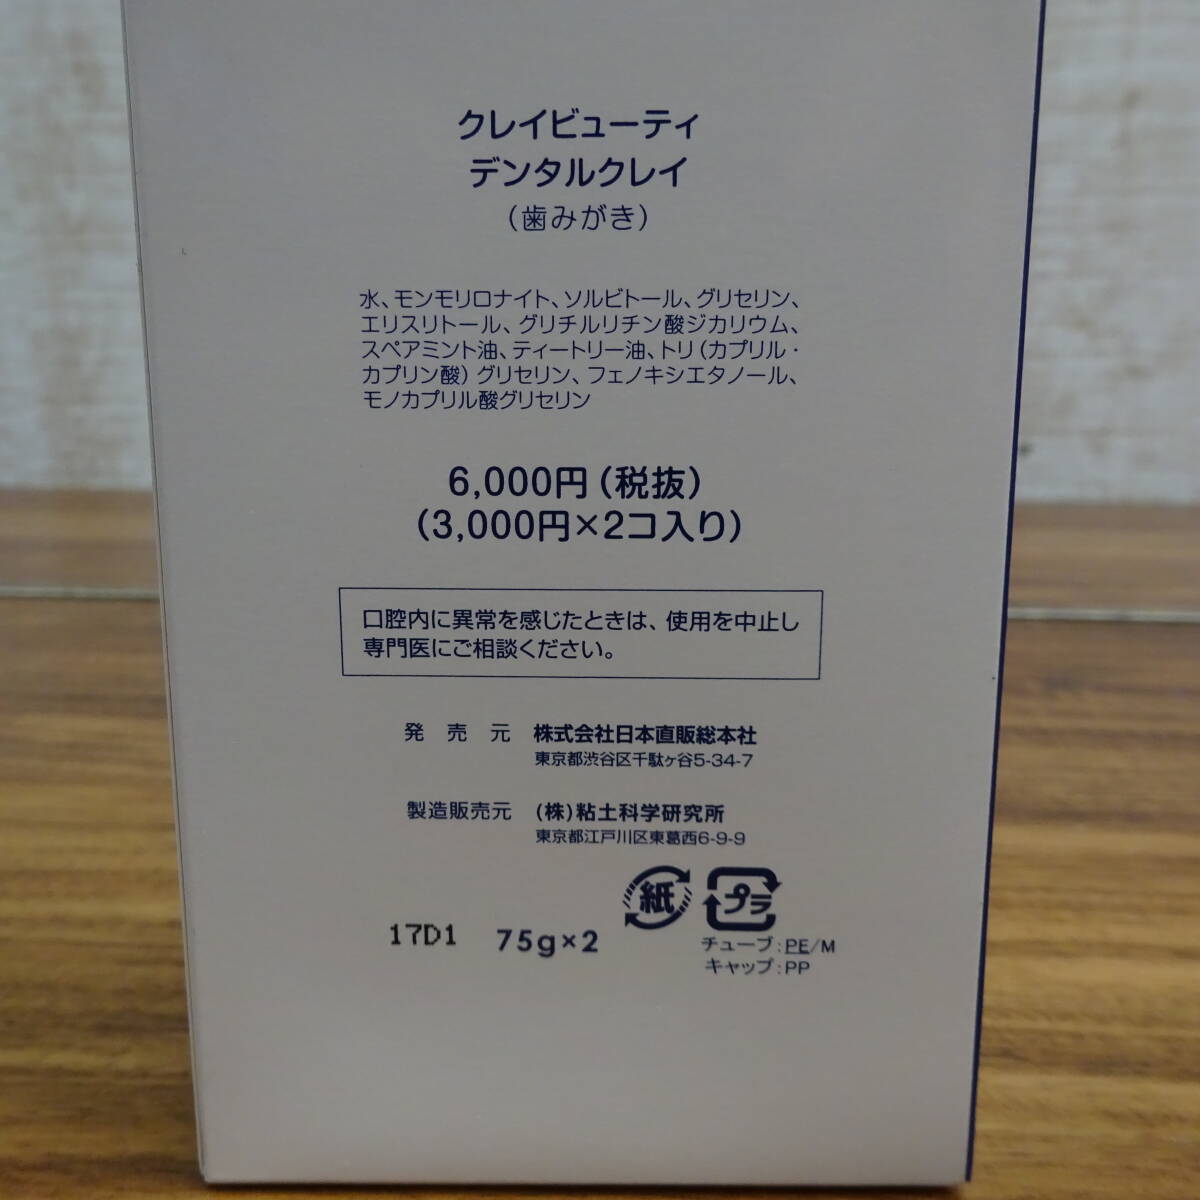 クレイビューティ
デンタルクレイ
（歯みがき）
水、モンモリロナイト、ソルビトール、グリセリン、
エリスリトール、グリチルリチン酸ジカリウム、
スペアミント油、ティートリー油、トリ（カプリル・
カプリン酸）グリセリン、フェノキシエタノール、
モノカプリル酸グリセリン
6,000円（税抜）
（3,000円×2コ入り）
口腔内に異常を感じたときは、使用を中止し
専門医にご相談ください。
発売元 株式会社日本直販総本社
東京都渋谷区千駄ヶ谷5-34-7
製造販売元 （株）粘土科学研究所
東京都江戸川区東葛西6-9-9
紙 プラ
17D1 75g×2
チューブ：PE/M
キャップ：PP